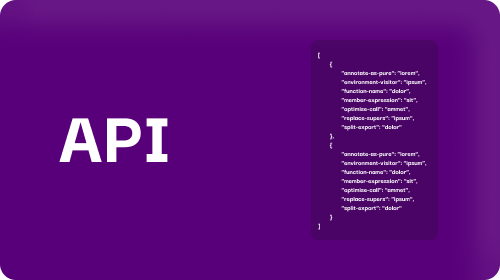 API
[
{
"annotate-as-pure": "lorem",
"environment-visitor": "ipsum",
"function-name": "dolor",
"member-expression": "sit",
"optimise-call": "ammet",
"replace-supers": "ipsum",
"split-export": "dolor"
},
{
"annotate-as-pure": "lorem",
"environment-visitor": "ipsum",
"function-name": "dolor",
"member-expression": "sit",
"optimise-call": "ammet",
"replace-supers": "ipsum",
"split-export": "dolor"
}
]